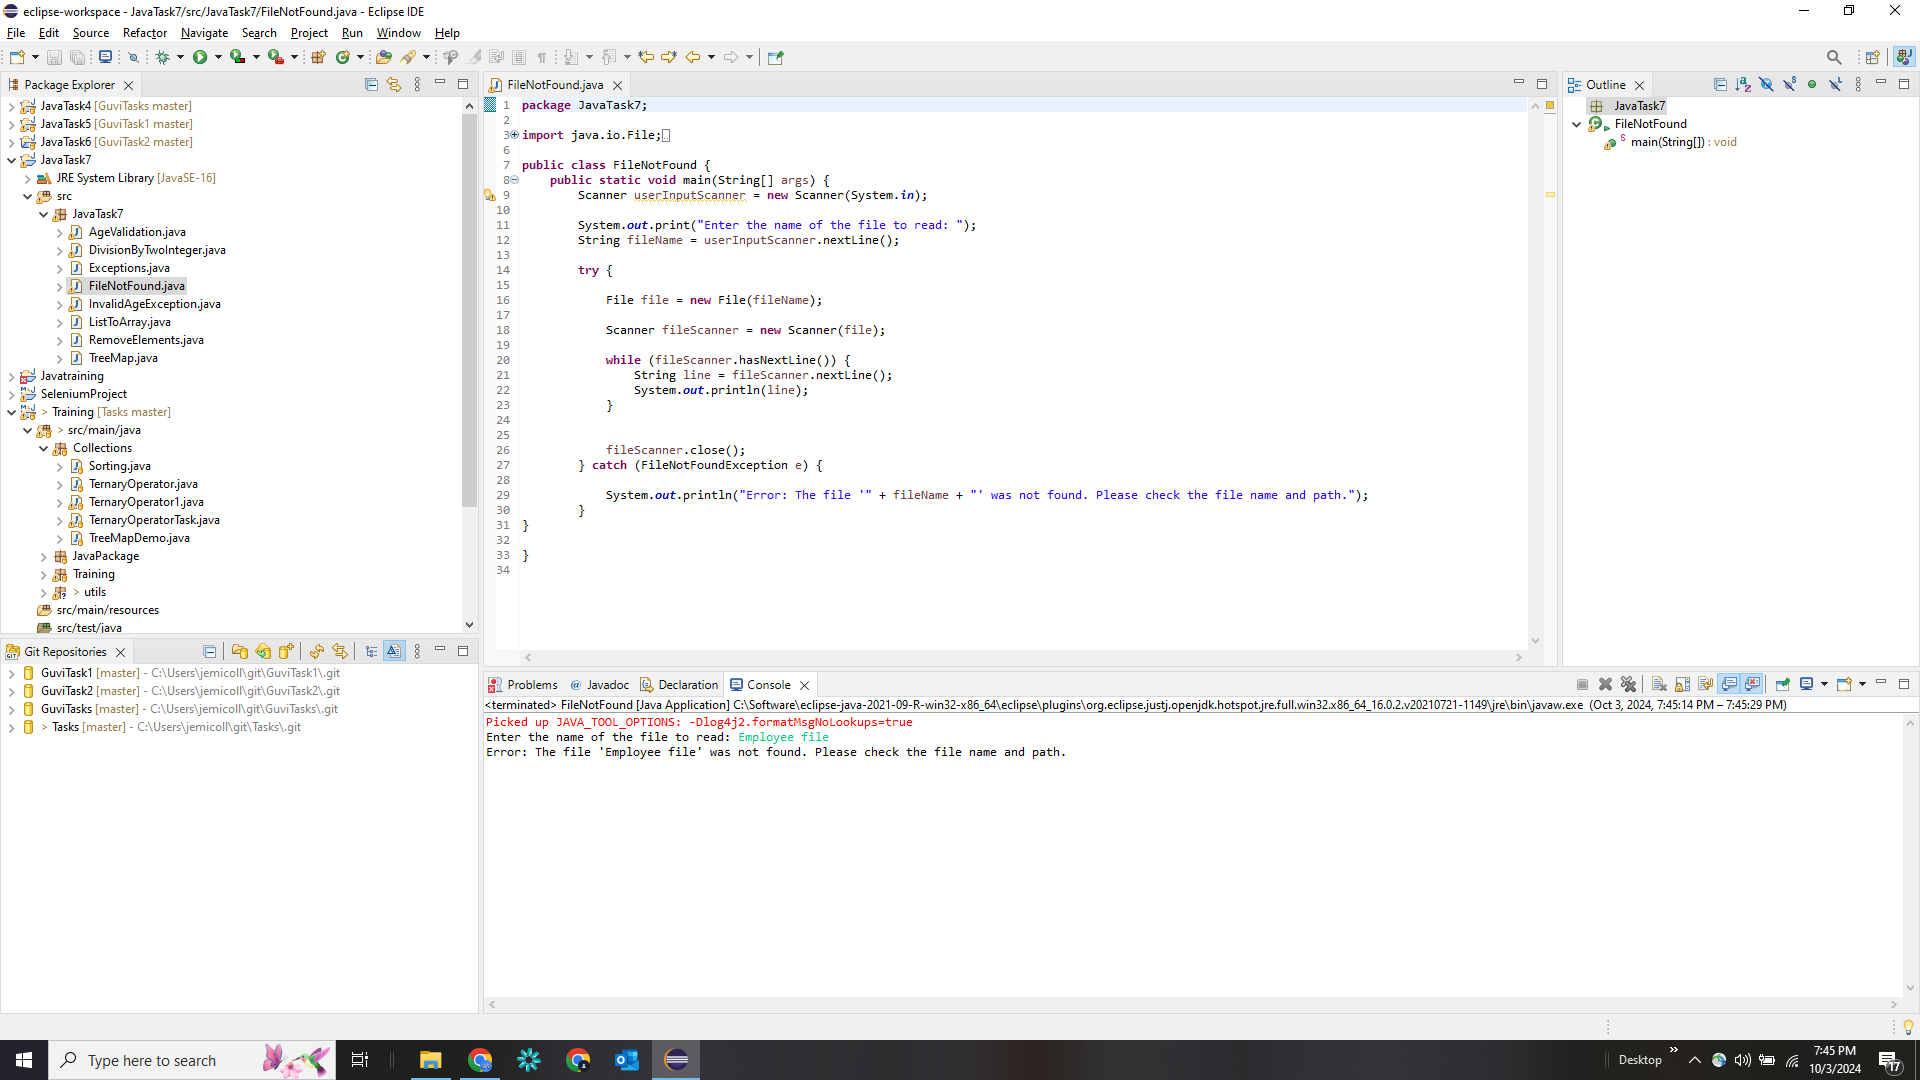 eclipse-workspace - JavaTask7/src/JavaTask7/FileNotFound.java - Eclipse IDE
File Edit Source Refactor Navigate Search Project Run Window Help
Package Explorer
JavaTask4 [GuviTasks master]
JavaTask5 [GuviTask1 master]
JavaTask6 [GuviTask2 master]
JavaTask7
JRE System Library [JavaSE-16]
src
JavaTask7
AgeValidation.java
DivisionByTwoInteger.java
Exceptions.java
FileNotFound.java
InvalidAgeException.java
ListToArray.java
RemoveElements.java
TreeMap.java
Javatraining
SeleniumProject
> Training [Tasks master]
> src/main/java
Collections
Sorting.java
TernaryOperator.java
TernaryOperator1.java
TernaryOperatorTask.java
TreeMapDemo.java
JavaPackage
Training
> utils
src/main/resources
src/test/java
Git Repositories
GuviTask1 [master] - C:\Users\jemicoll\git\GuviTask1\.git
GuviTask2 [master] - C:\Users\jemicoll\git\GuviTask2\.git
GuviTasks [master] - C:\Users\jemicoll\git\GuviTasks\.git
> Tasks [master] - C:\Users\jemicoll\git\Tasks\.git
FileNotFound.java
1 package JavaTask7;
2
3 import java.io.File;
6
7 public class FileNotFound {
8 public static void main(String[] args) {
9 Scanner userInputScanner = new Scanner(System.in);
10
11 System.out.print("Enter the name of the file to read: ");
12 String fileName = userInputScanner.nextLine();
13
14 try {
15
16 File file = new File(fileName);
17
18 Scanner fileScanner = new Scanner(file);
19
20 while (fileScanner.hasNextLine()) {
21 String line = fileScanner.nextLine();
22 System.out.println(line);
23 }
24
25
26 fileScanner.close();
27 } catch (FileNotFoundException e) {
28
29 System.out.println("Error: The file '" + fileName + "' was not found. Please check the file name and path.");
30 }
31 }
32
33 }
34
Outline
JavaTask7
FileNotFound
main(String[]) : void
Problems @ Javadoc Declaration Console
<terminated> FileNotFound [Java Application] C:\Software\eclipse-java-2021-09-R-win32-x86_64\eclipse\plugins\org.eclipse.justj.openjdk.hotspot.jre.full.win32.x86_64_16.0.2.v20210721-1149\jre\bin\javaw.exe (Oct 3, 2024, 7:45:14 PM – 7:45:29 PM)
Picked up JAVA_TOOL_OPTIONS: -Dlog4j2.formatMsgNoLookups=true
Enter the name of the file to read: Employee file
Error: The file 'Employee file' was not found. Please check the file name and path.
Type here to search
Desktop
7:45 PM
10/3/2024
17